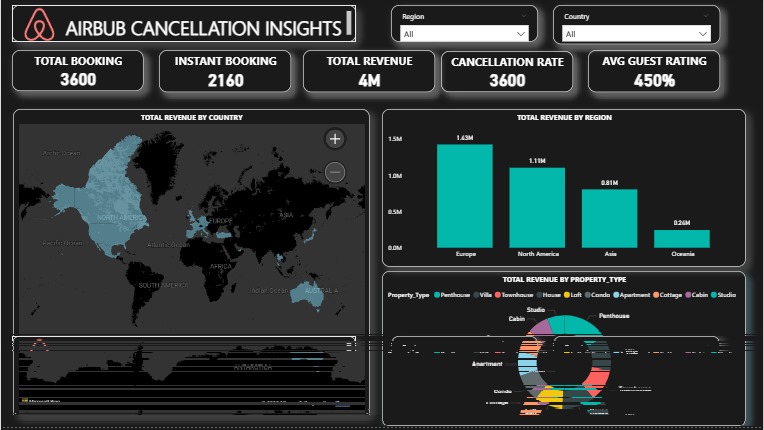 AIRBUB CANCELLATION INSIGHTS
Region
All
Country
All
TOTAL BOOKING
3600
INSTANT BOOKING
2160
TOTAL REVENUE
4M
CANCELLATION RATE
3600
AVG GUEST RATING
450%
TOTAL REVENUE BY COUNTRY
Arctic Ocean
NORTH AMERICA
EUROPE
ASIA
Pacific Ocean
Atlantic Ocean
AFRICA
SOUTH AMERICA
Indian Ocean
AUSTRALIA
TOTAL REVENUE BY REGION
1.5M
1.0M
0.5M
0.0M
1.43M
1.11M
0.81M
0.24M
Europe
North America
Asia
Oceania
TOTAL REVENUE BY PROPERTY_TYPE
Property_Type Penthouse Villa Townhouse House Loft Condo Apartment Cottage Cabin Studio
Studio
Penthouse
Cabin
Apartment
Condo